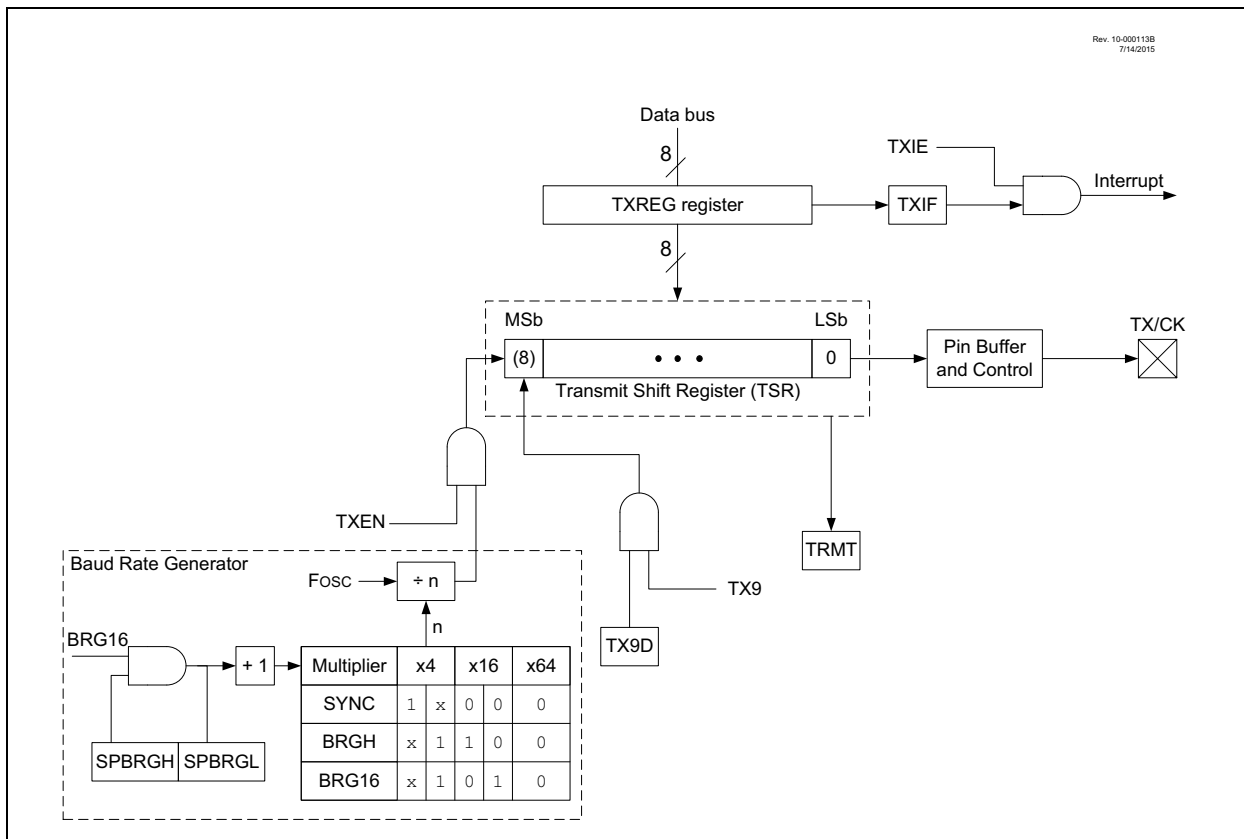 Rev. 10-000113B
7/14/2015
Data bus
8
TXIE
Interrupt
TXREG register
TXIF
8
MSb
LSb
TX/CK
(8)
• • •
0
Pin Buffer
and Control
Transmit Shift Register (TSR)
TXEN
TRMT
Baud Rate Generator
FOSC
÷ n
TX9
n
BRG16
TX9D
+ 1
Multiplier x4 x16 x64
SYNC 1 x 0 0 0
BRGH x 1 1 0 0
SPBRGH SPBRGL
BRG16 x 1 0 1 0